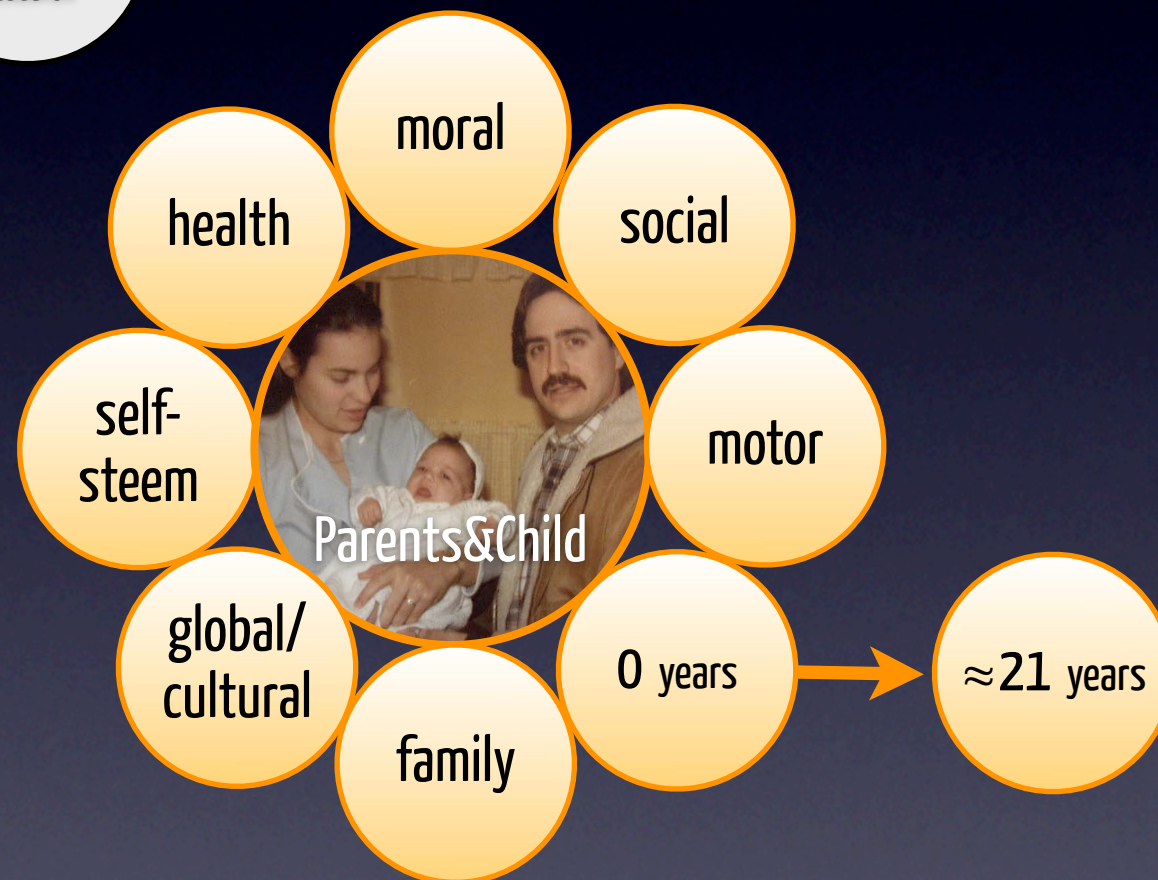 moral
health
social
self-
steem
motor
Parents&Child
global/
cultural
0 years
≈21 years
family